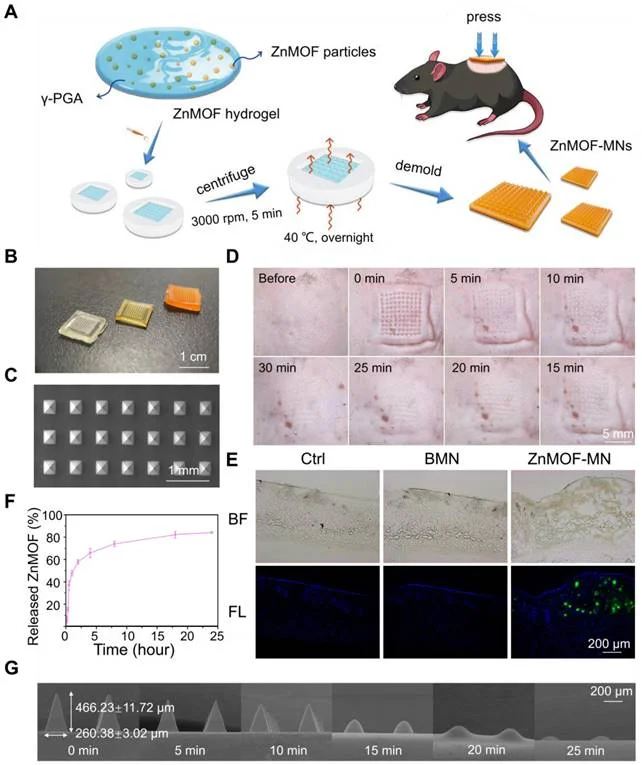 A
ZnMOF particles
γ-PGA
ZnMOF hydrogel
press
ZnMOF-MNs
centrifuge
3000 rpm, 5 min
40 ℃, overnight
demold
B
1 cm
C
1 mm
D
Before
0 min
5 min
10 min
30 min
25 min
20 min
15 min
5 mm
E
Ctrl
BMN
ZnMOF-MN
BF
FL
200 μm
F
Released ZnMOF (%)
100
80
60
40
20
0
5
10
15
20
25
Time (hour)
G
466.23±11.72 μm
260.38±3.02 μm
200 μm
0 min
5 min
10 min
15 min
20 min
25 min